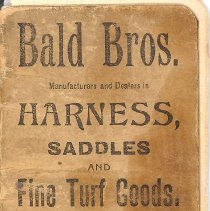 Bald Bros.
Manufacturers and Dealers in
HARNESS,
SADDLES
AND
Fine Turf Goods.